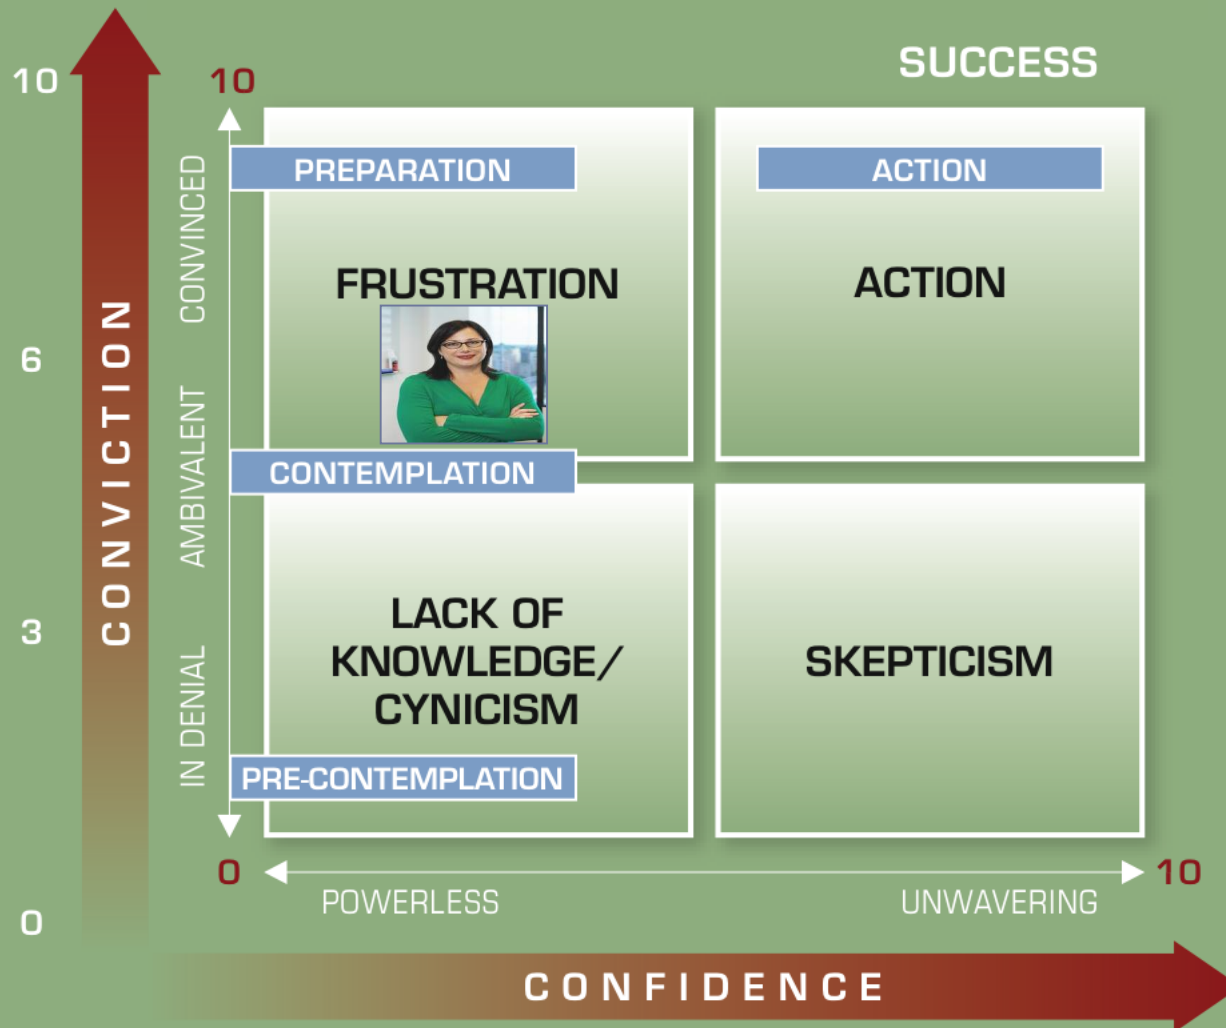 SUCCESS
10
10
PREPARATION
ACTION
CONVINCED
FRUSTRATION
ACTION
CONVICTION
6
AMBIVALENT
CONTEMPLATION
LACK OF
KNOWLEDGE/
CYNICISM
SKEPTICISM
3
IN DENIAL
PRE-CONTEMPLATION
0
10
POWERLESS
UNWAVERING
0
CONFIDENCE